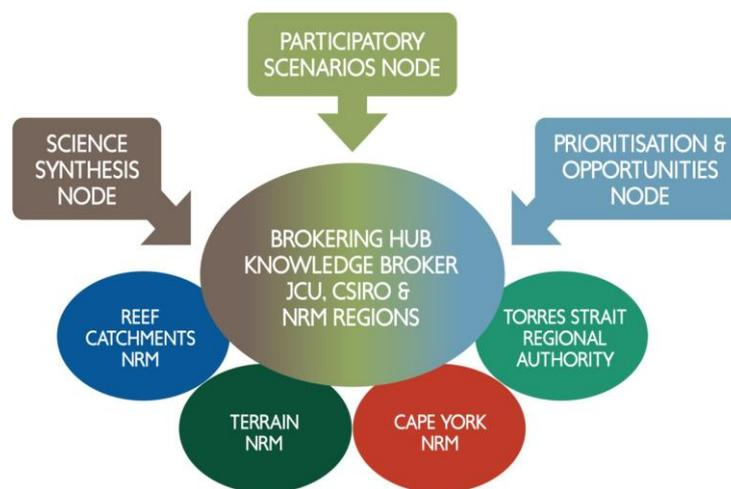 PARTICIPATORY
SCENARIOS NODE
SCIENCE
SYNTHESIS
NODE
PRIORITISATION &
OPPORTUNITIES
NODE
BROKERING HUB
KNOWLEDGE BROKER
JCU, CSIRO &
NRM REGIONS
REEF
CATCHMENTS
NRM
TORRES STRAIT
REGIONAL
AUTHORITY
TERRAIN
NRM
CAPE YORK
NRM